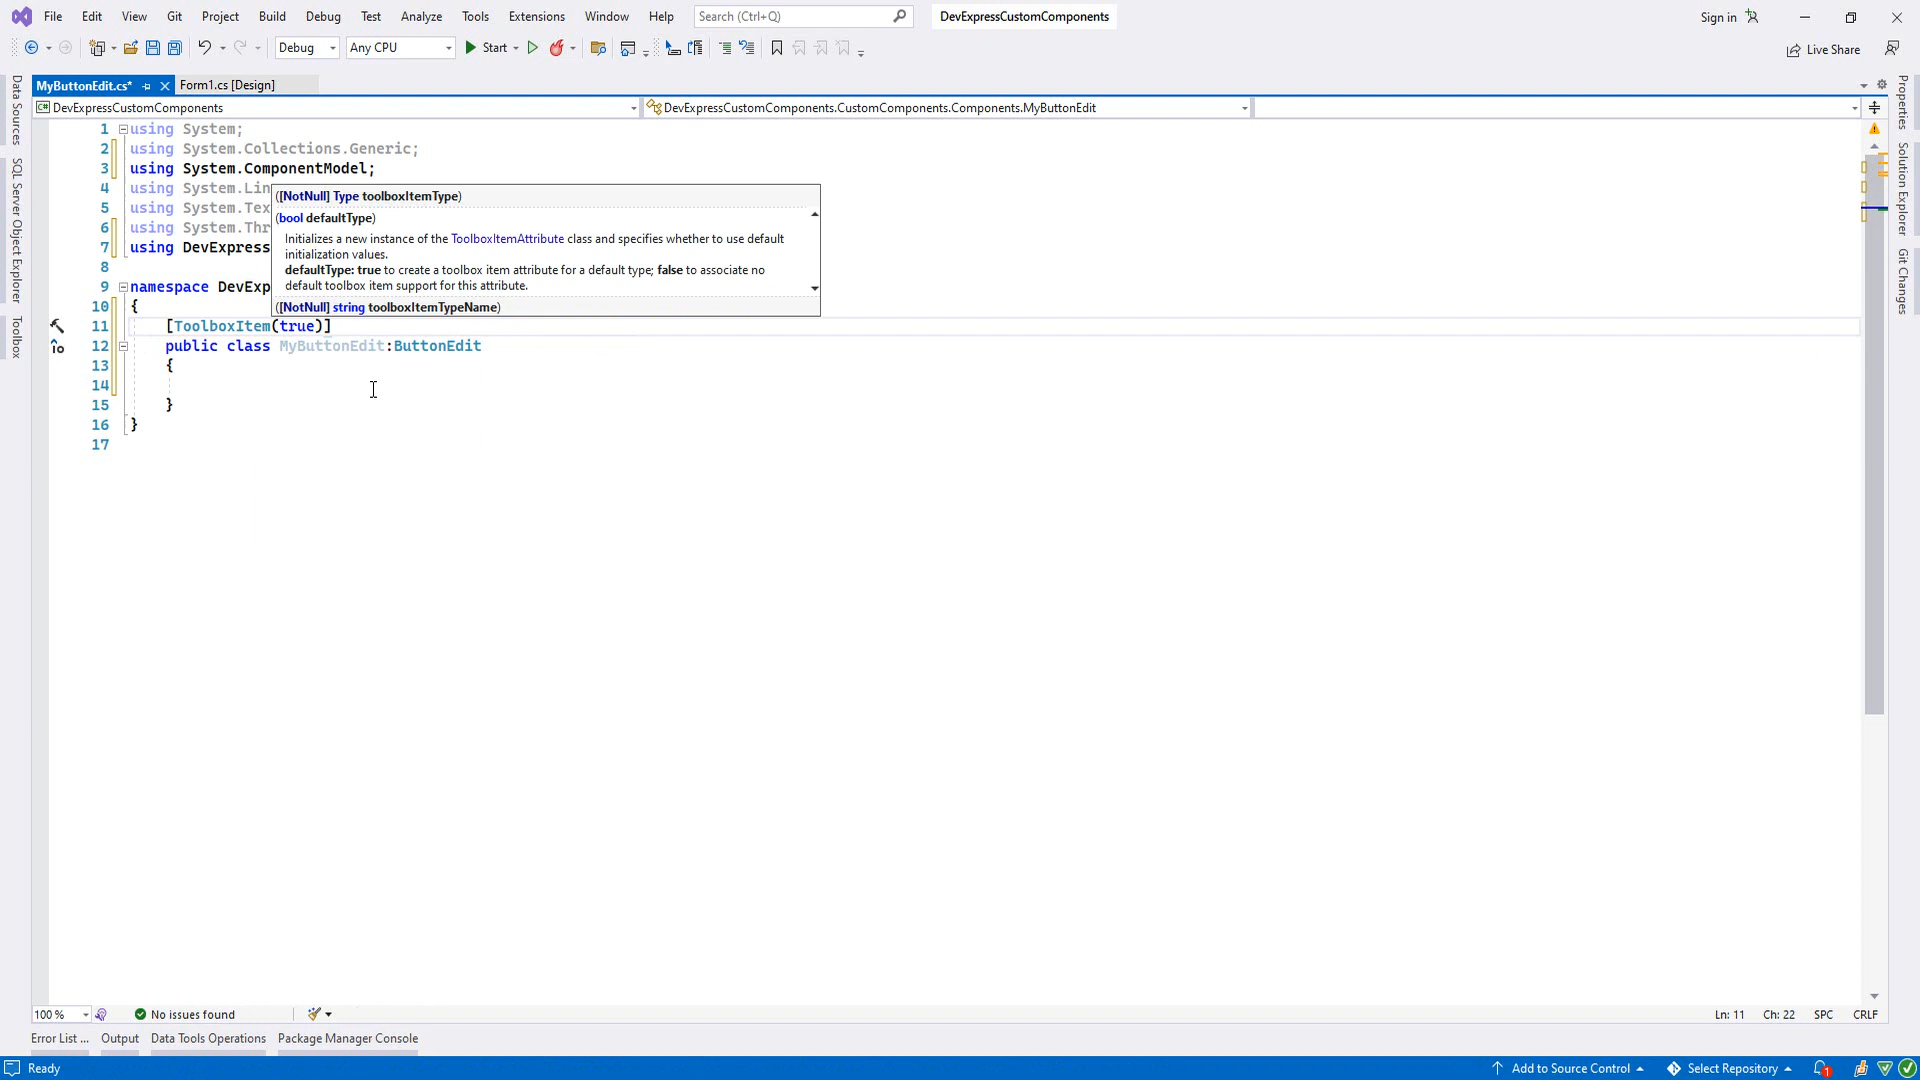 File Edit View Git Project Build Debug Test Analyze Tools Extensions Window Help Search (Ctrl+Q) DevExpressCustomComponents Sign in
Debug Any CPU Start Live Share
MyButtonEdit.cs* Form1.cs [Design]
C# DevExpressCustomComponents DevExpressCustomComponents.CustomComponents.Components.MyButtonEdit
Data Sources
SQL Server Object Explorer
Toolbox
1 using System;
2 using System.Collections.Generic;
3 using System.ComponentModel;
4 using System.Lin
5 using System.Tex
6 using System.Thr
7 using DevExpress
8
9 namespace DevExp
10 {
11 [ToolboxItem(true)]
12 public class MyButtonEdit:ButtonEdit
13 {
14
15 }
16 }
17
([NotNull] Type toolboxItemType)
(bool defaultType)
Initializes a new instance of the ToolboxItemAttribute class and specifies whether to use default
initialization values.
defaultType: true to create a toolbox item attribute for a default type; false to associate no
default toolbox item support for this attribute.
([NotNull] string toolboxItemTypeName)
Properties
Solution Explorer
Git Changes
100 % No issues found Ln: 11 Ch: 22 SPC CRLF
Error List ... Output Data Tools Operations Package Manager Console
Ready Add to Source Control Select Repository 1